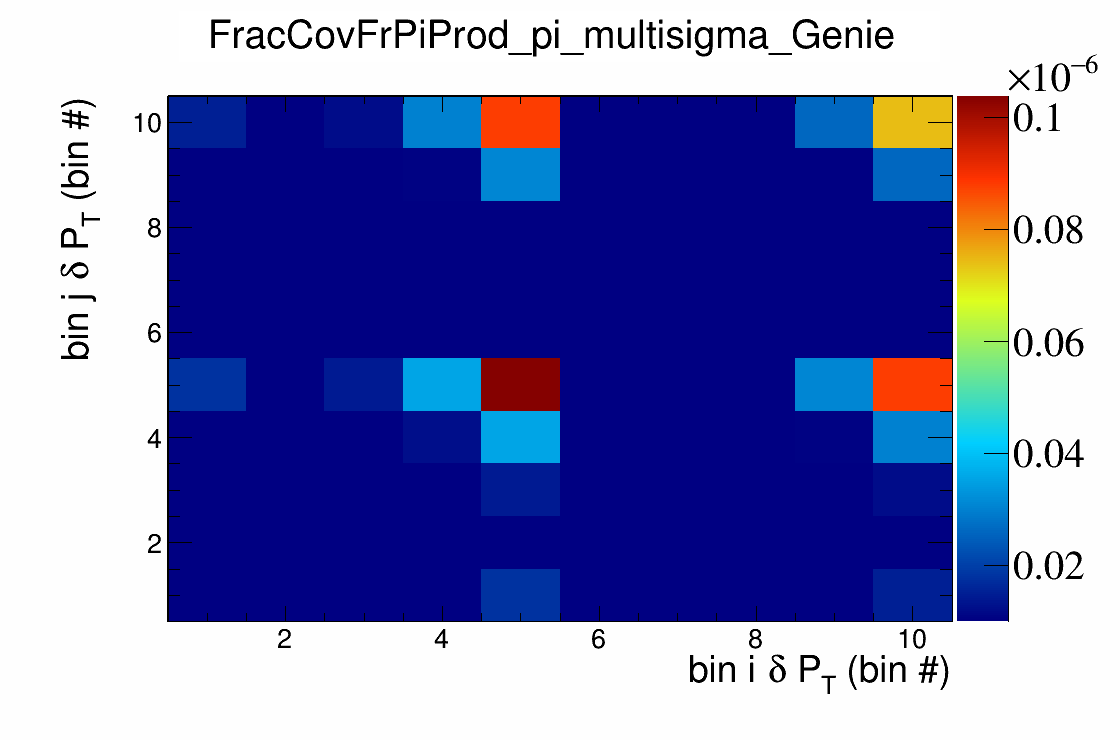 FracCovFrPiProd_pi_multisigma_Genie
×10⁻⁶
bin j δ P_T (bin #)
10
8
6
4
2
0.1
0.08
0.06
0.04
0.02
2 4 6 8 10
bin i δ P_T (bin #)